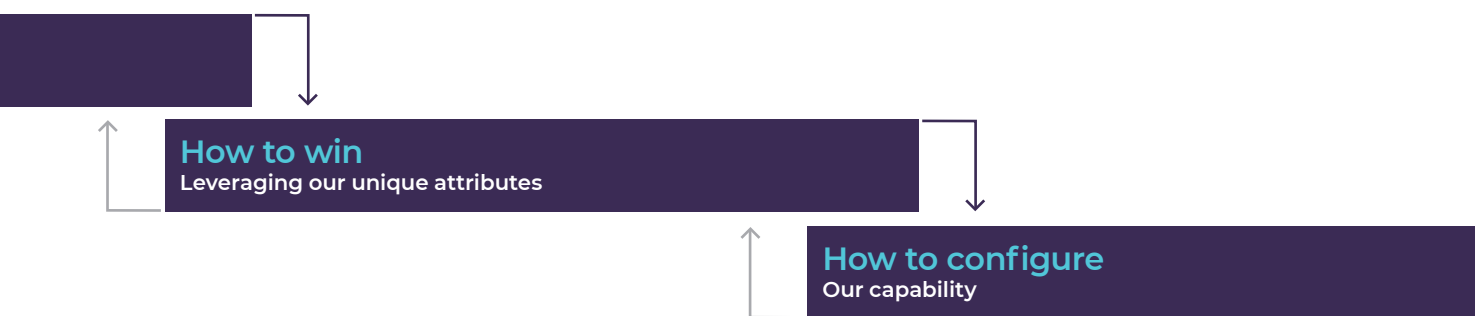 How to win
Leveraging our unique attributes
How to configure
Our capability